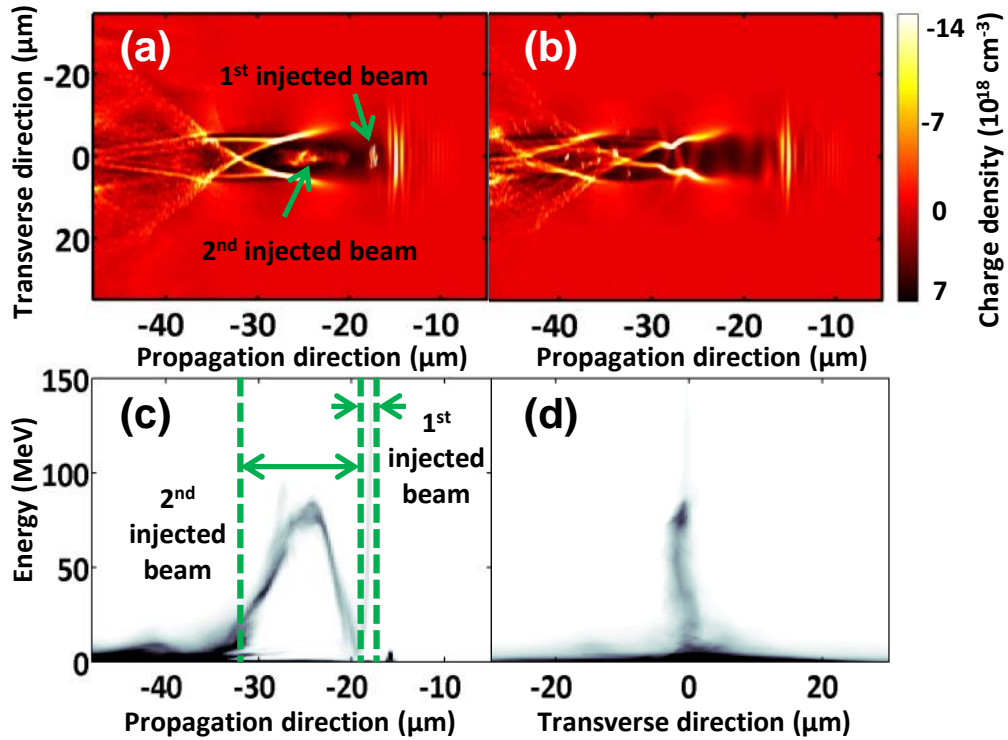 Transverse direction (µm)
-20
0
20
(a)
1st injected beam
2nd injected beam
(b)
-14
-7
0
7
Charge density (10^18 cm^-3)
-40 -30 -20 -10
Propagation direction (µm)
-40 -30 -20 -10
Propagation direction (µm)
Energy (MeV)
150
100
50
0
(c)
2nd
injected
beam
1st
injected
beam
(d)
-40 -30 -20 -10
Propagation direction (µm)
-20 0 20
Transverse direction (µm)